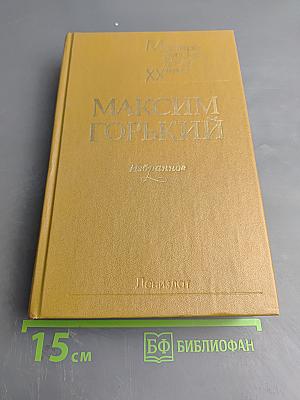 XX
МАКСИМ
ГОРЬКИЙ
Избранное
Лениздат
15 см
БФ БИБЛИОФАН